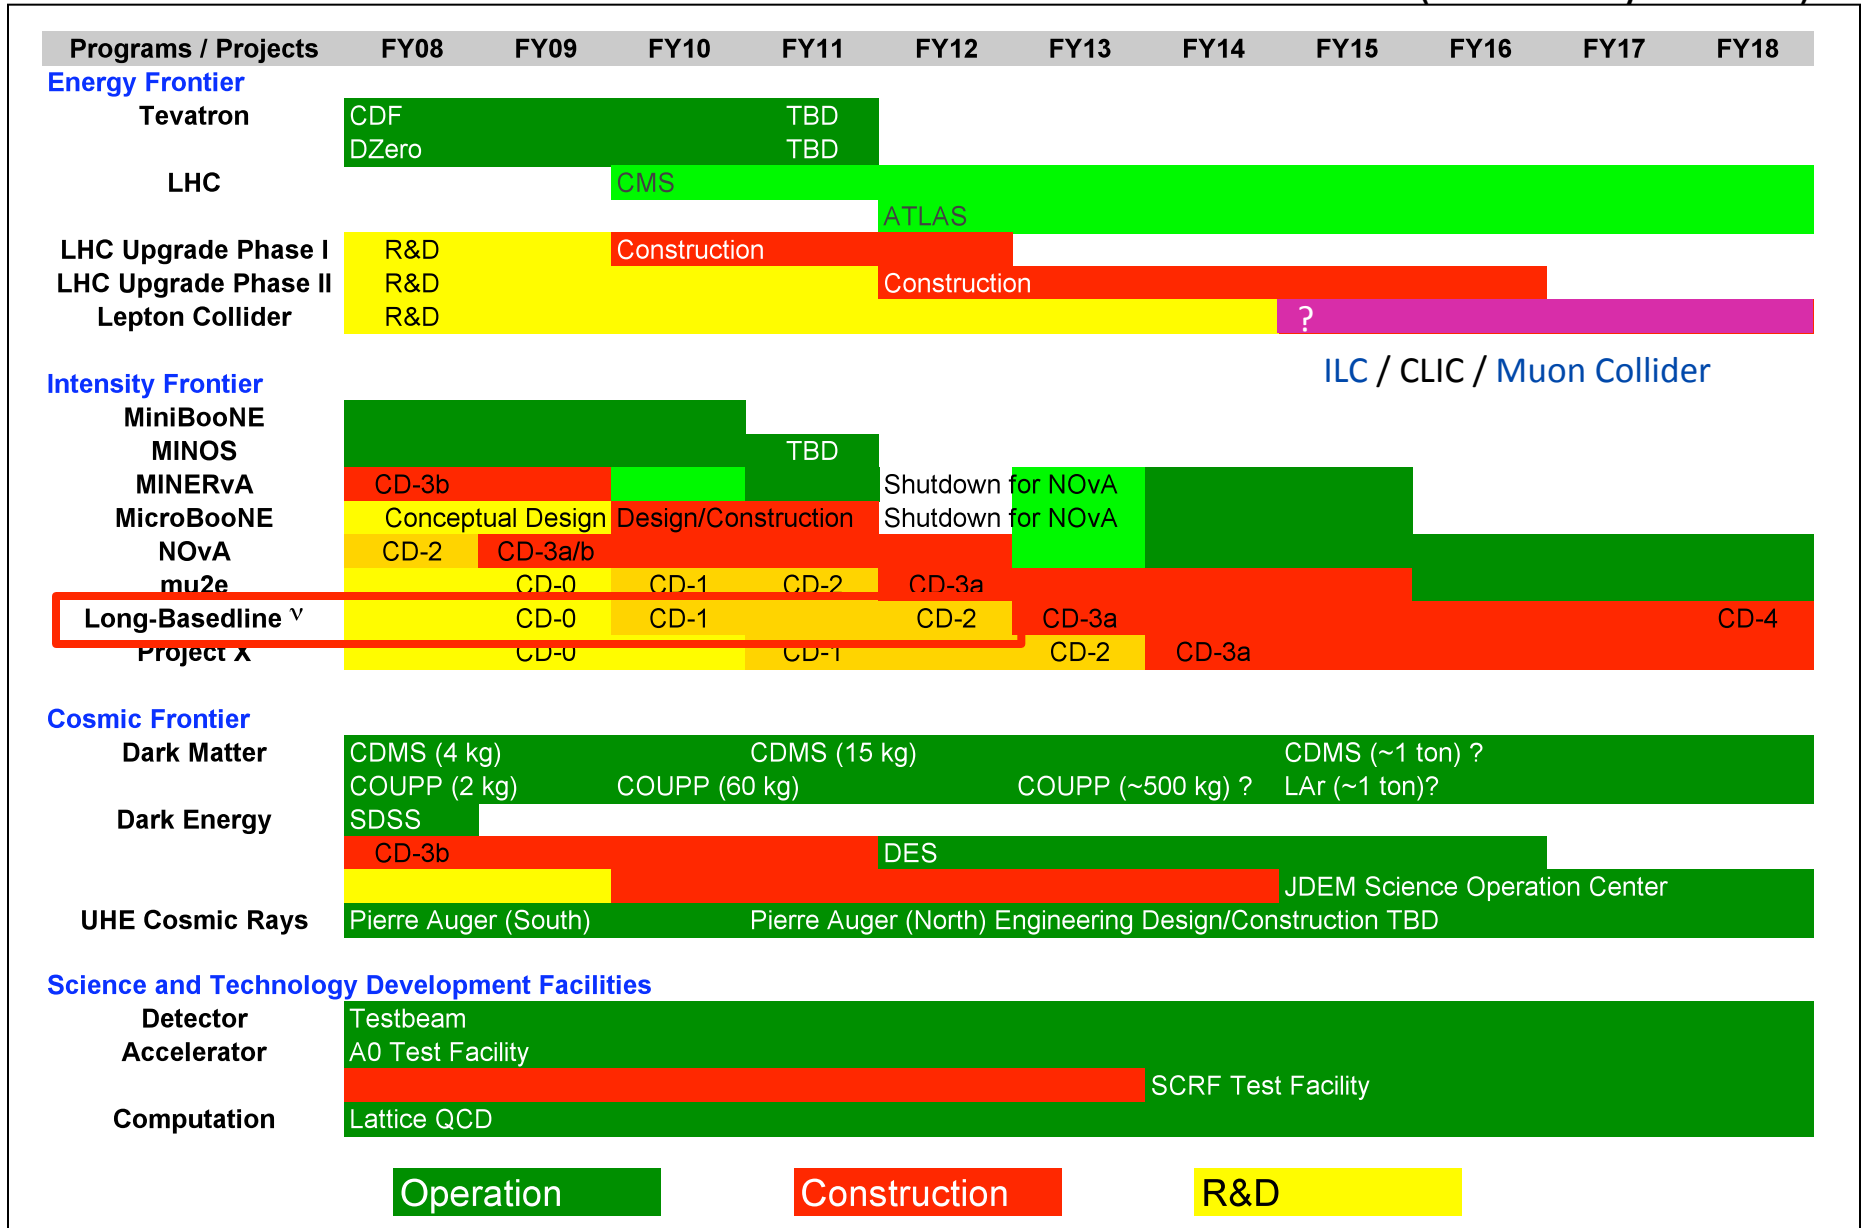 Programs / Projects FY08 FY09 FY10 FY11 FY12 FY13 FY14 FY15 FY16 FY17 FY18
Energy Frontier
Tevatron CDF TBD
DZero TBD
LHC CMS
ATLAS
LHC Upgrade Phase I R&D Construction
LHC Upgrade Phase II R&D Construction
Lepton Collider R&D ?
ILC / CLIC / Muon Collider
Intensity Frontier
MiniBooNE
MINOS TBD
MINERvA CD-3b Shutdown for NOvA
MicroBooNE Conceptual Design Design/Construction Shutdown for NOvA
NOvA CD-2 CD-3a/b
mu2e CD-0 CD-1 CD-2 CD-3a
Long-Basedline ν CD-0 CD-1 CD-2 CD-3a CD-4
Project X CD-0 CD-1 CD-2 CD-3a
Cosmic Frontier
Dark Matter CDMS (4 kg) CDMS (15 kg) CDMS (~1 ton) ?
COUPP (2 kg) COUPP (60 kg) COUPP (~500 kg) ? LAr (~1 ton)?
Dark Energy SDSS
CD-3b DES
JDEM Science Operation Center
UHE Cosmic Rays Pierre Auger (South) Pierre Auger (North) Engineering Design/Construction TBD
Science and Technology Development Facilities
Detector Testbeam
Accelerator A0 Test Facility
SCRF Test Facility
Computation Lattice QCD
Operation Construction R&D